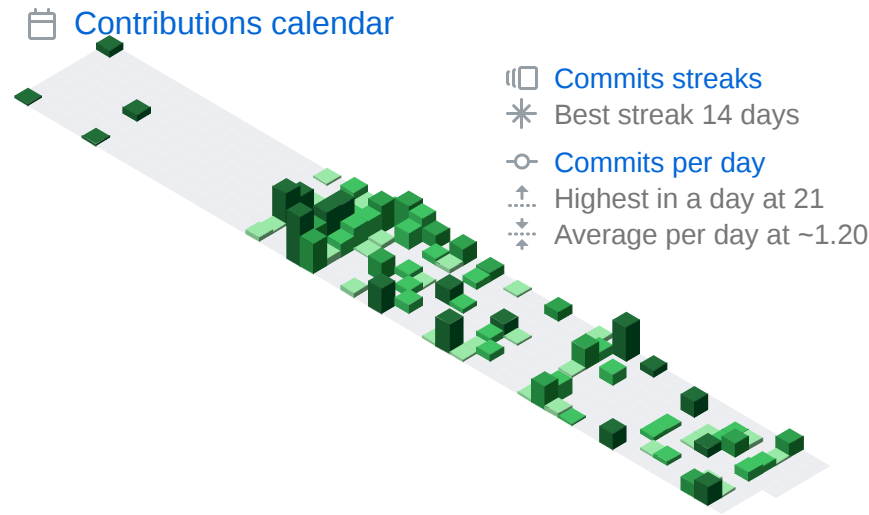 Contributions calendar
Commits streaks
Best streak 14 days
Commits per day
Highest in a day at 21
Average per day at ~1.20